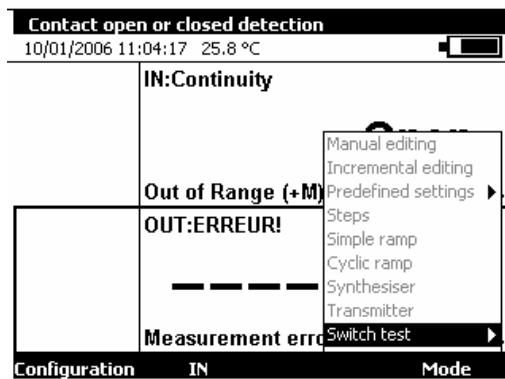 Contact open or closed detection
10/01/2006 11:04:17 25.8 °C
IN:Continuity
Manual editing
Incremental editing
Out of Range (+M)
Predefined settings
OUT:ERREUR!
Steps
Simple ramp
Cyclic ramp
Synthesiser
Transmitter
Measurement erro
Switch test
Configuration IN Mode